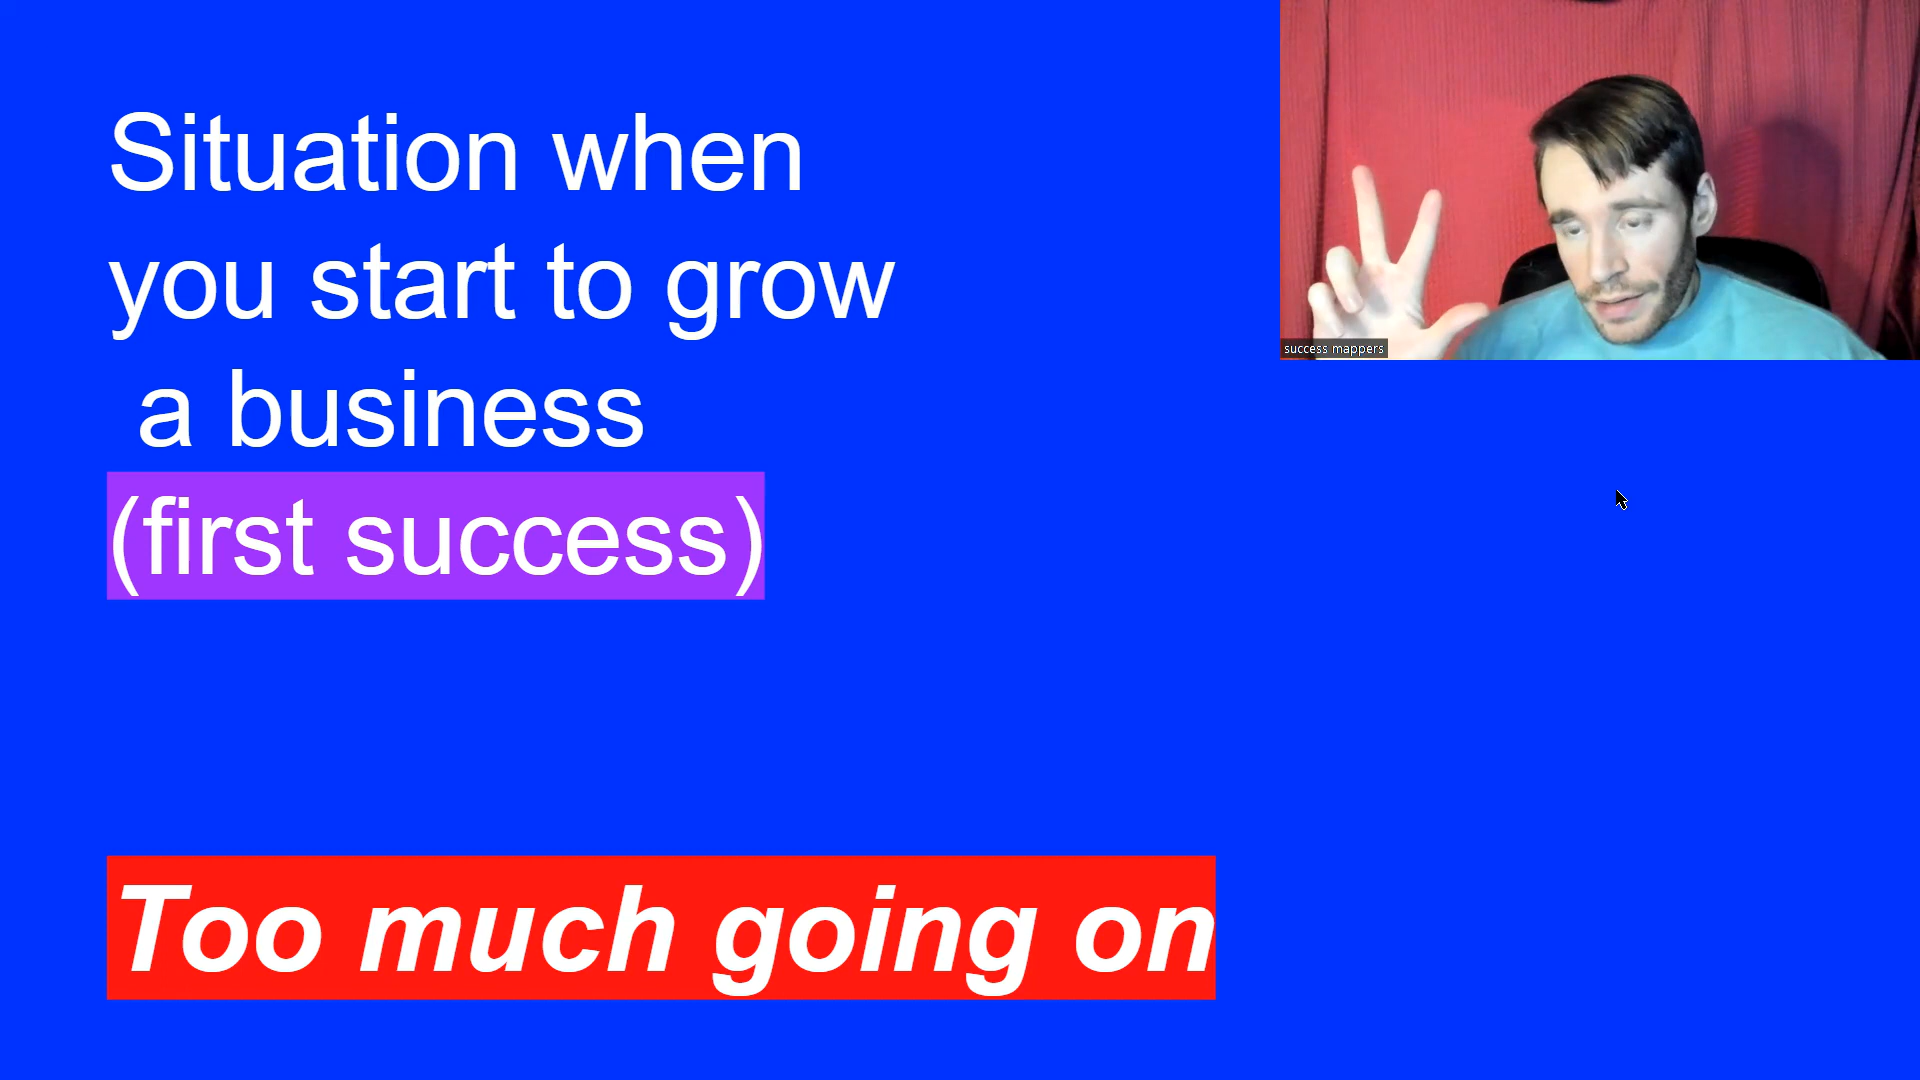 Situation when
you start to grow
a business
(first success)
Too much going on
success mappers